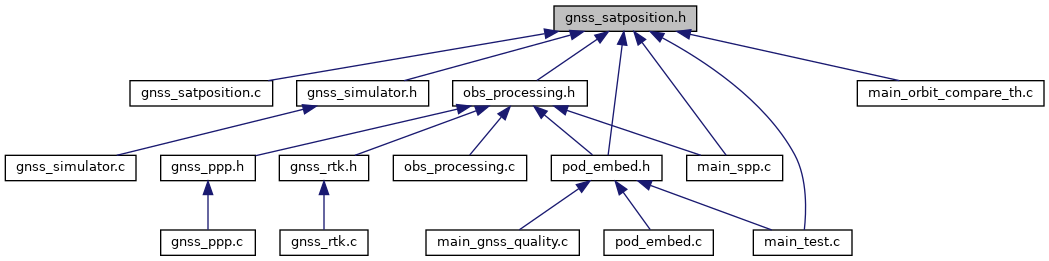 gnss_satposition.h
gnss_satposition.c
gnss_simulator.h
obs_processing.h
main_orbit_compare_th.c
gnss_simulator.c
gnss_ppp.h
gnss_rtk.h
obs_processing.c
pod_embed.h
main_spp.c
gnss_ppp.c
gnss_rtk.c
main_gnss_quality.c
pod_embed.c
main_test.c